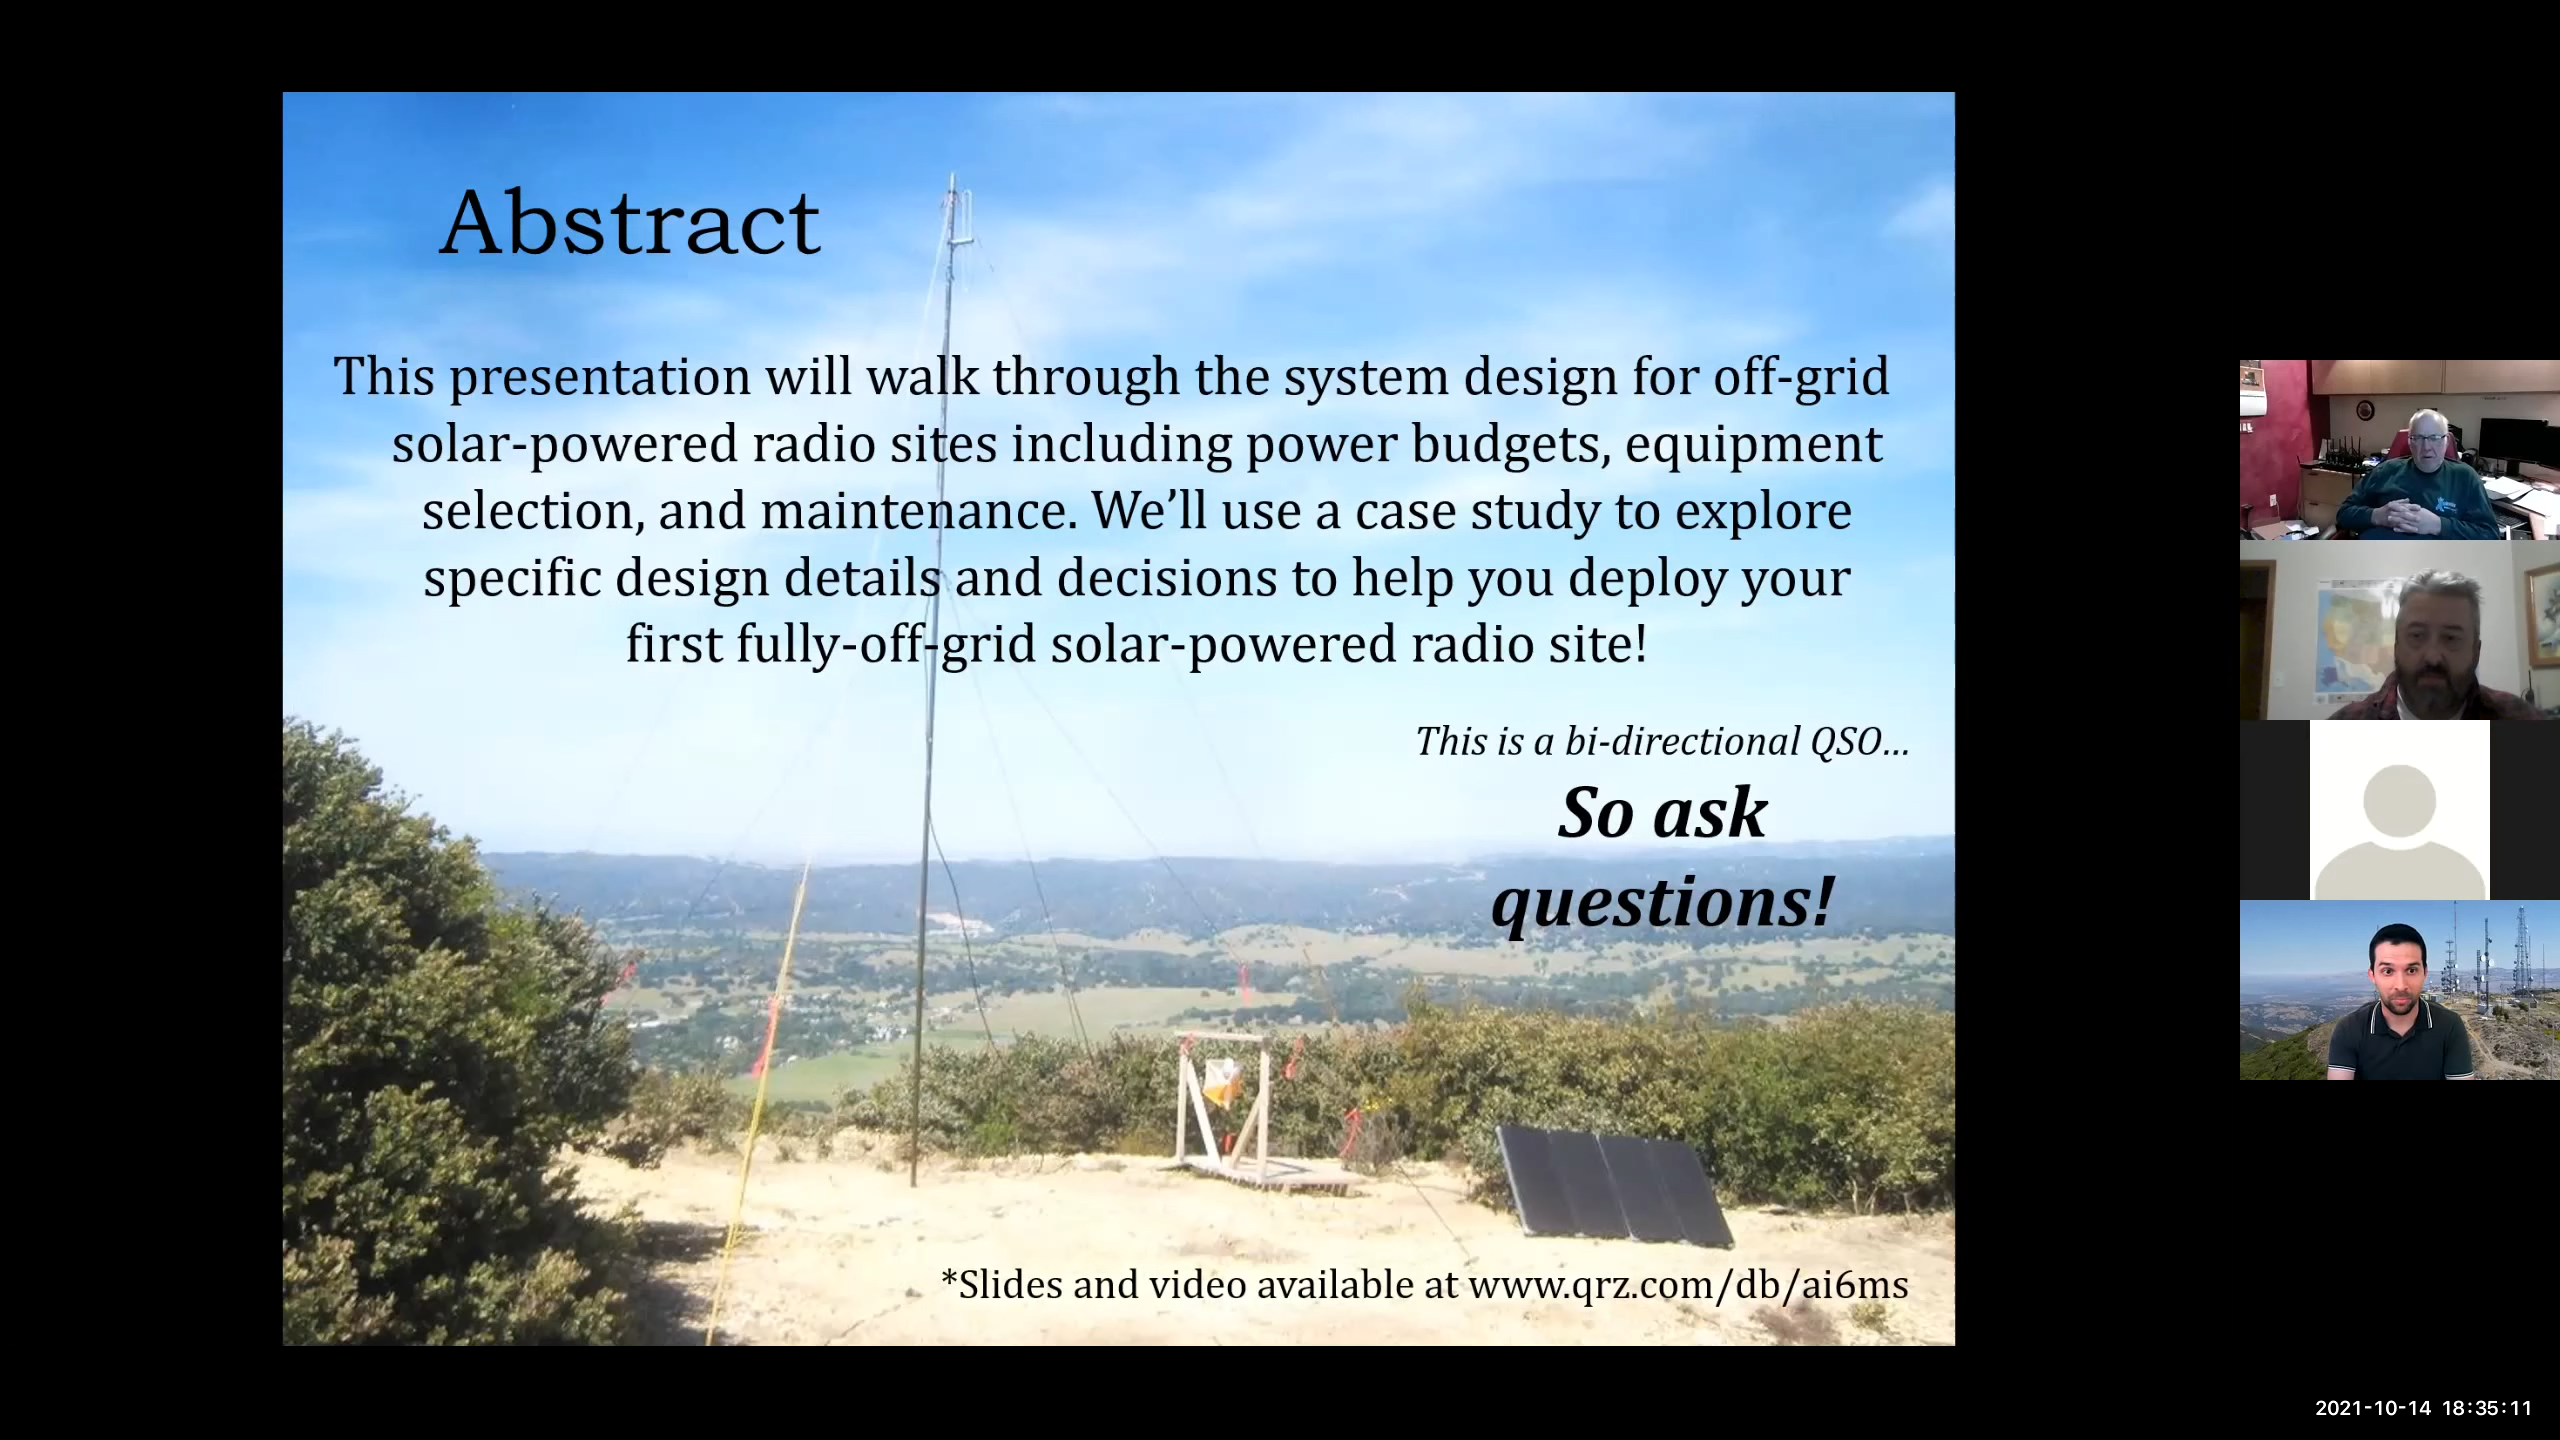 Abstract
This presentation will walk through the system design for off-grid
solar-powered radio sites including power budgets, equipment
selection, and maintenance. We’ll use a case study to explore
specific design details and decisions to help you deploy your
first fully-off-grid solar-powered radio site!
This is a bi-directional QSO...
So ask
questions!
*Slides and video available at www.qrz.com/db/ai6ms
2021-10-14 18:35:11